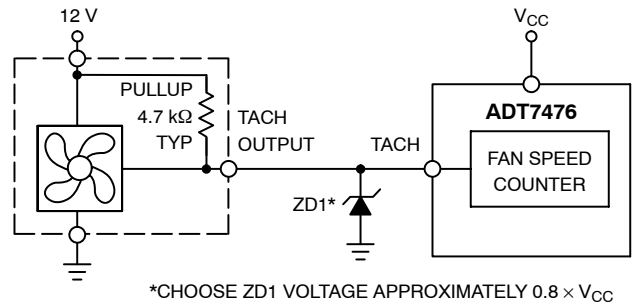 12 V
VCC
PULLUP
4.7 kΩ
TYP
TACH
OUTPUT
TACH
ADT7476
FAN SPEED
COUNTER
ZD1*
*CHOOSE ZD1 VOLTAGE APPROXIMATELY 0.8 × VCC